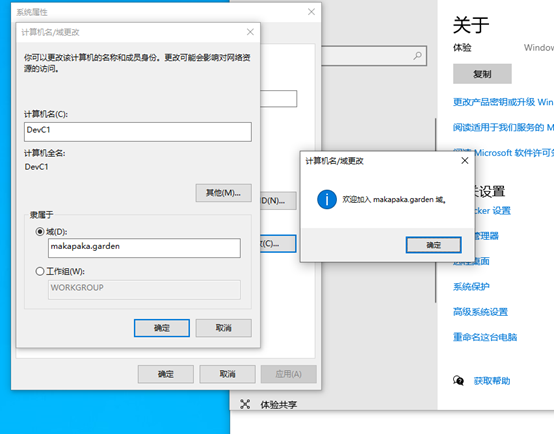 系统属性
计算机名/域更改
你可以更改该计算机的名称和成员身份。更改可能会影响对网络资
源的访问。
计算机名(C):
DevC1
计算机全名:
DevC1
其他(M)...
隶属于
域(D):
makapaka.garden
工作组(W):
WORKGROUP
确定
取消
D(N)...
(C)...
确定
取消
应用(A)
体验共享
计算机名/域更改
欢迎加入 makapaka.garden 域。
确定
关于
体验
Window
复制
更改产品密钥或升级 Win
阅读适用于我们服务的 M
Microsoft 软件许可
设置
cker 设置
管理器
桌面
系统保护
高级系统设置
重命名这台电脑
获取帮助